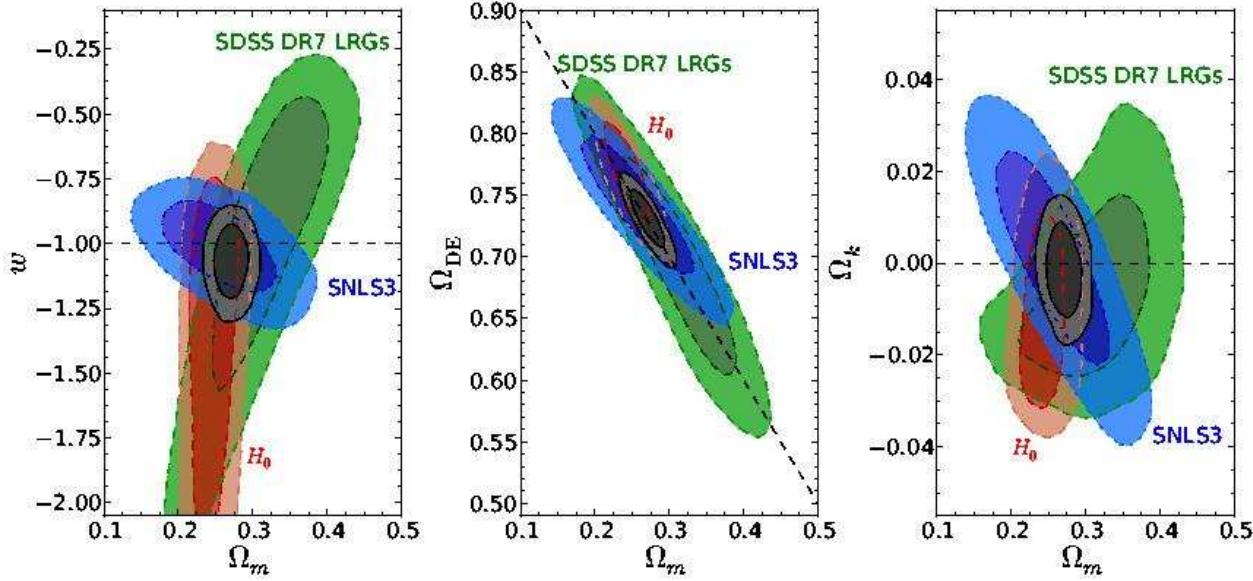 SDSS DR7 LRGs
−0.25
−0.50
−0.75
−1.00
−1.25
−1.50
−1.75
−2.00
w
SNLS3
H₀
0.1 0.2 0.3 0.4 0.5
Ωₘ
0.90
0.85
0.80
0.75
0.70
0.65
0.60
0.55
0.50
Ω_DE
SDSS DR7 LRGs
H₀
SNLS3
0.1 0.2 0.3 0.4 0.5
Ωₘ
0.04
0.02
0.00
−0.02
−0.04
Ωₖ
SDSS DR7 LRGs
SNLS3
H₀
0.1 0.2 0.3 0.4 0.5
Ωₘ